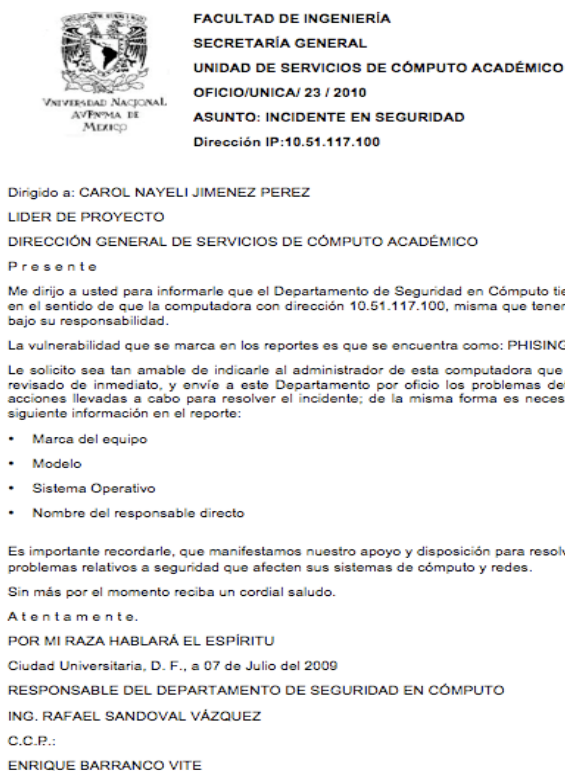 FACULTAD DE INGENIERÍA
SECRETARÍA GENERAL
UNIDAD DE SERVICIOS DE CÓMPUTO ACADÉMICO
OFICIO/UNICA/ 23 / 2010
ASUNTO: INCIDENTE EN SEGURIDAD
Dirección IP:10.51.117.100
VNIVERSDAD NACJONAL
AVFNºMA DE
MEXICO
Dirigido a: CAROL NAYELI JIMENEZ PEREZ
LIDER DE PROYECTO
DIRECCIÓN GENERAL DE SERVICIOS DE CÓMPUTO ACADÉMICO
P r e s e n t e
Me dirijo a usted para informarle que el Departamento de Seguridad en Cómputo tie
en el sentido de que la computadora con dirección 10.51.117.100, misma que tener
bajo su responsabilidad.
La vulnerabilidad que se marca en los reportes es que se encuentra como: PHISING
Le solicito sea tan amable de indicarle al administrador de esta computadora que
revisado de inmediato, y envíe a este Departamento por oficio los problemas de
acciones llevadas a cabo para resolver el incidente; de la misma forma es neces
siguiente información en el reporte:
• Marca del equipo
• Modelo
• Sistema Operativo
• Nombre del responsable directo
Es importante recordarle, que manifestamos nuestro apoyo y disposición para resolv
problemas relativos a seguridad que afecten sus sistemas de cómputo y redes.
Sin más por el momento reciba un cordial saludo.
A t e n t a m e n t e.
POR MI RAZA HABLARÁ EL ESPÍRITU
Ciudad Universitaria, D. F., a 07 de Julio del 2009
RESPONSABLE DEL DEPARTAMENTO DE SEGURIDAD EN CÓMPUTO
ING. RAFAEL SANDOVAL VÁZQUEZ
C.C.P.:
ENRIQUE BARRANCO VITE